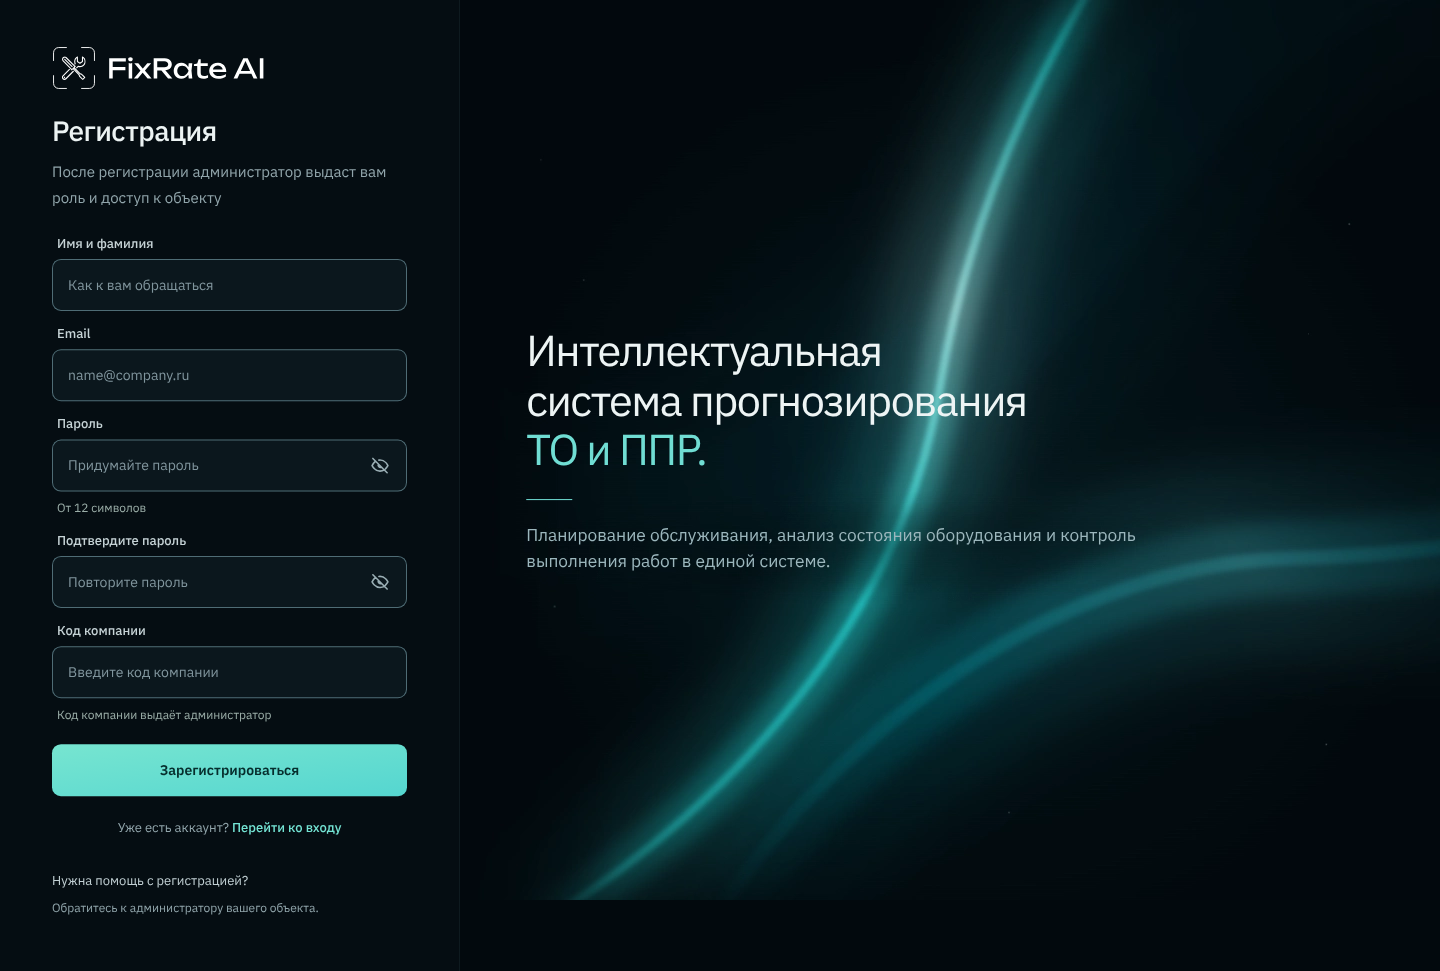 FixRate AI
Регистрация
После регистрации администратор выдаст вам
роль и доступ к объекту
Имя и фамилия
Как к вам обращаться
Email
name@company.ru
Пароль
Придумайте пароль
От 12 символов
Подтвердите пароль
Повторите пароль
Код компании
Введите код компании
Код компании выдаёт администратор
Зарегистрироваться
Уже есть аккаунт? Перейти ко входу
Нужна помощь с регистрацией?
Обратитесь к администратору вашего объекта.
Интеллектуальная
система прогнозирования
ТО и ППР.
Планирование обслуживания, анализ состояния оборудования и контроль
выполнения работ в единой системе.